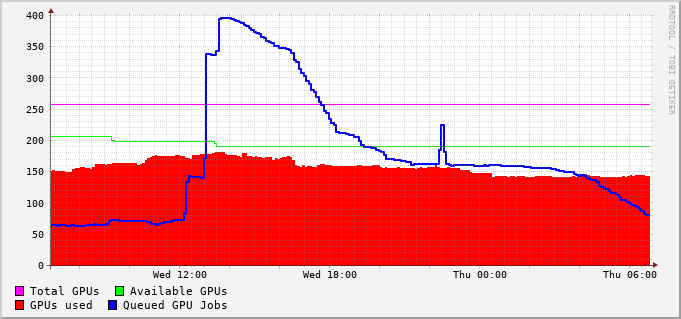 400
350
300
250
200
150
100
50
0
Wed 12:00 Wed 18:00 Thu 00:00 Thu 06:00
Total GPUs Available GPUs
GPUs used Queued GPU Jobs
RRDTOOL / TOBI OETIKER